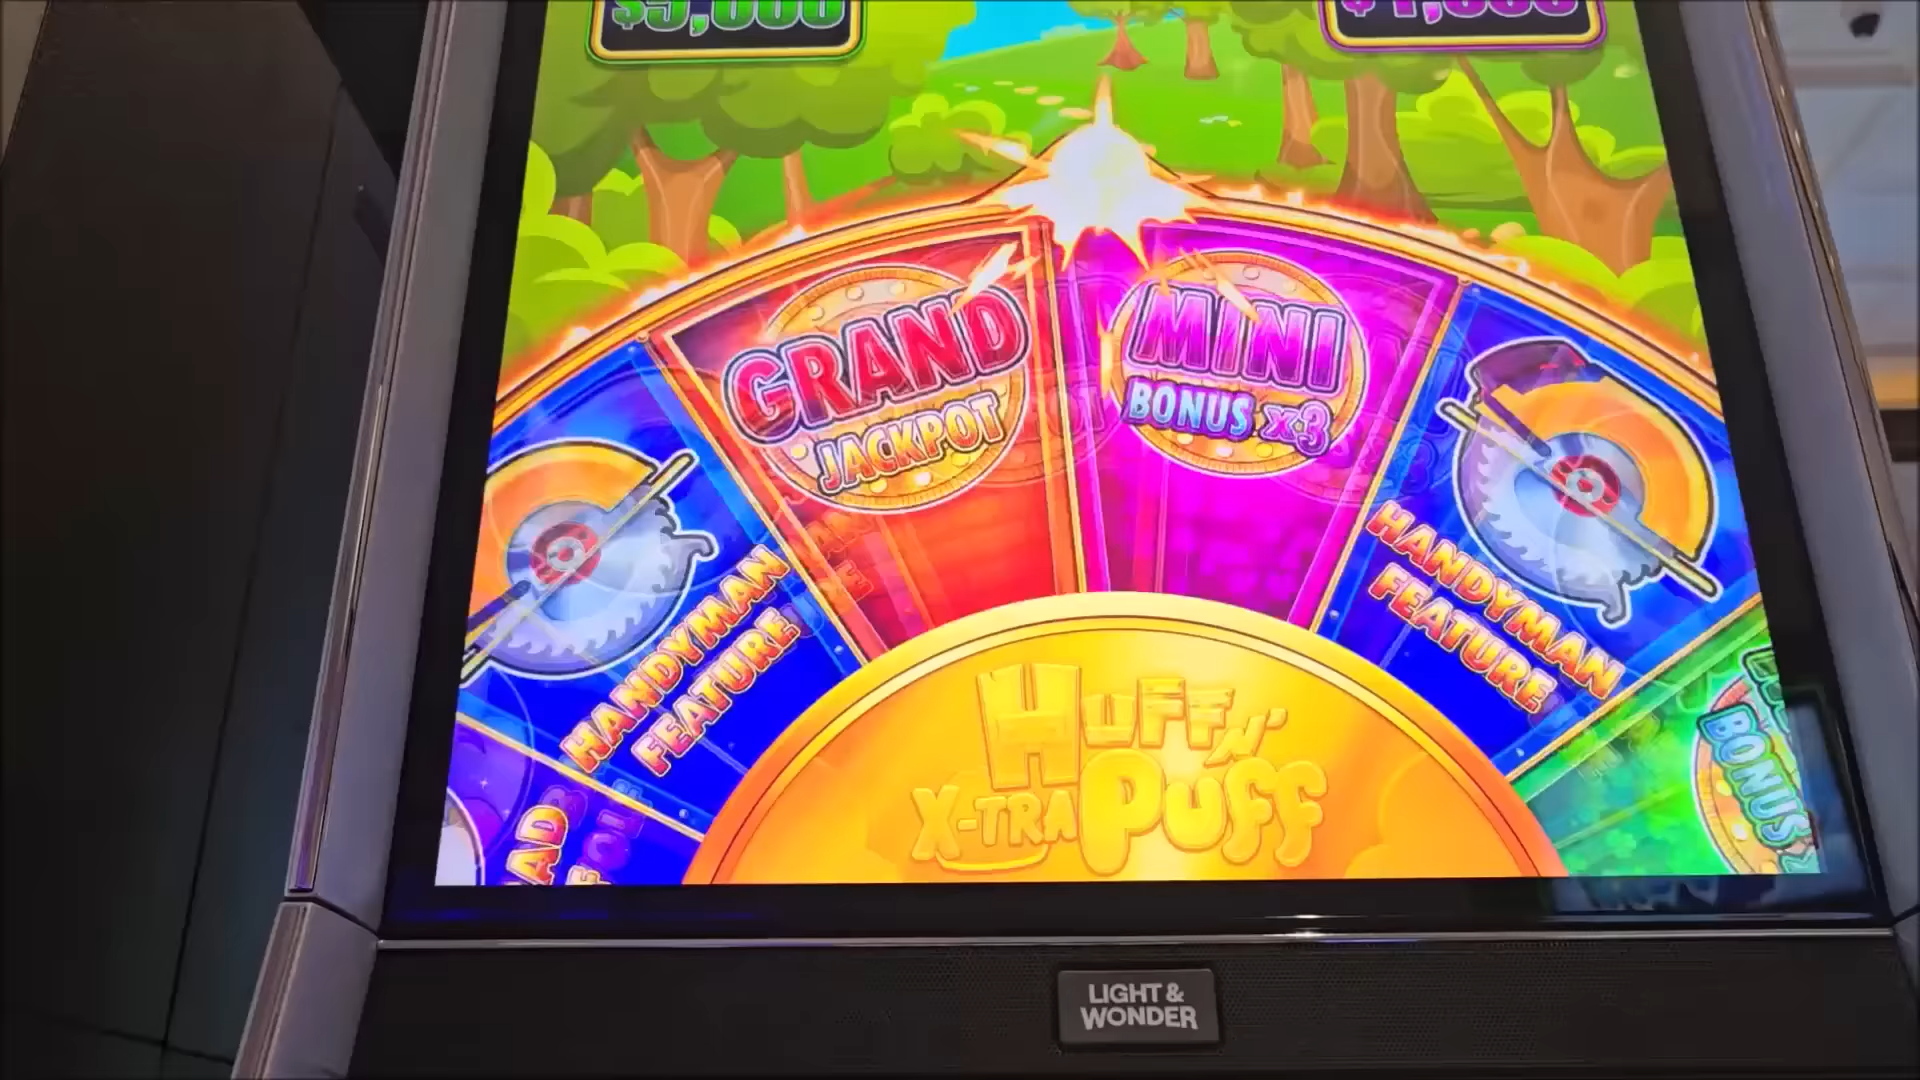 GRAND
JACKPOT
MINI
BONUS x3
HANDYMAN
FEATURE
HANDYMAN
FEATURE
BONUS
HUFF N'
X-TRA PUFF
LIGHT &
WONDER